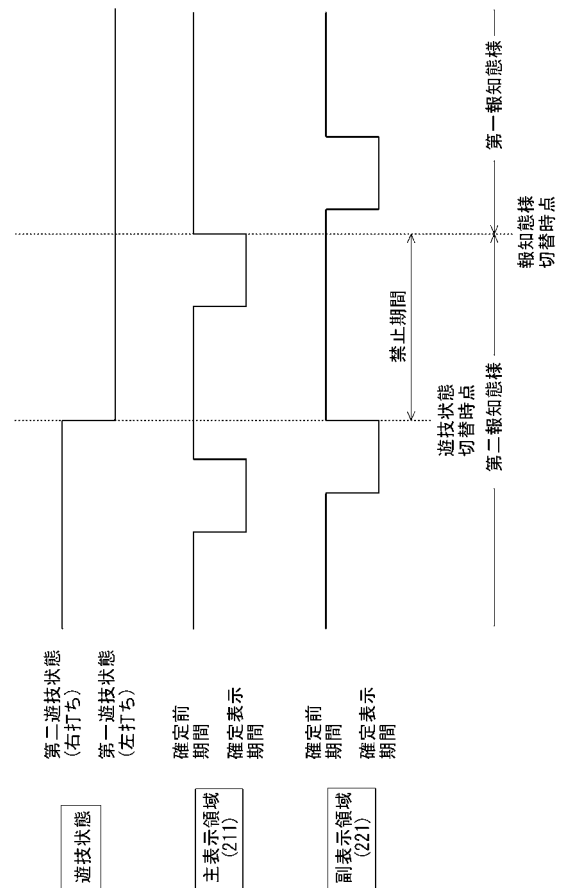 遊技状態
第二遊技状態
(右打ち)
第一遊技状態
(左打ち)
主表示領域
(211)
確定前
期間
確定表示
期間
副表示領域
(221)
確定前
期間
確定表示
期間
禁止期間
遊技状態
切替時点
第二報知態様
第一報知態様
報知態様
切替時点